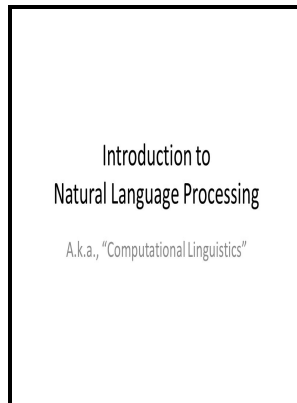 Introduction to
Natural Language Processing
A.k.a., “Computational Linguistics”